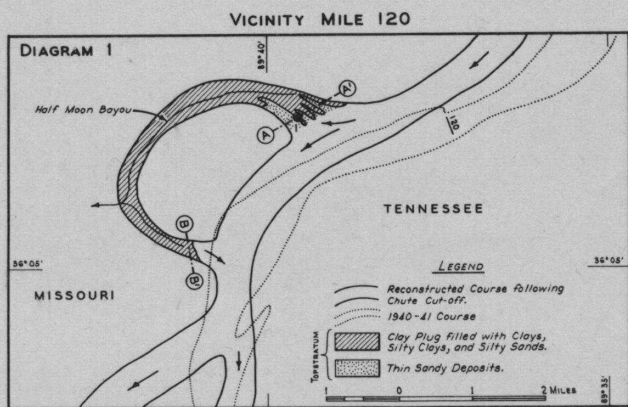 VICINITY MILE 120
DIAGRAM 1
89°40'
Half Moon Bayou
A'
A
120
TENNESSEE
B
B'
36°05'
36°05'
MISSOURI
LEGEND
Reconstructed Course following
Chute Cut-off.
1940-41 Course
TOPSTRATUM
Clay Plug filled with Clays,
Silty Clays, and Silty Sands.
Thin Sandy Deposits.
1 0 1 2 MILES
89°35'